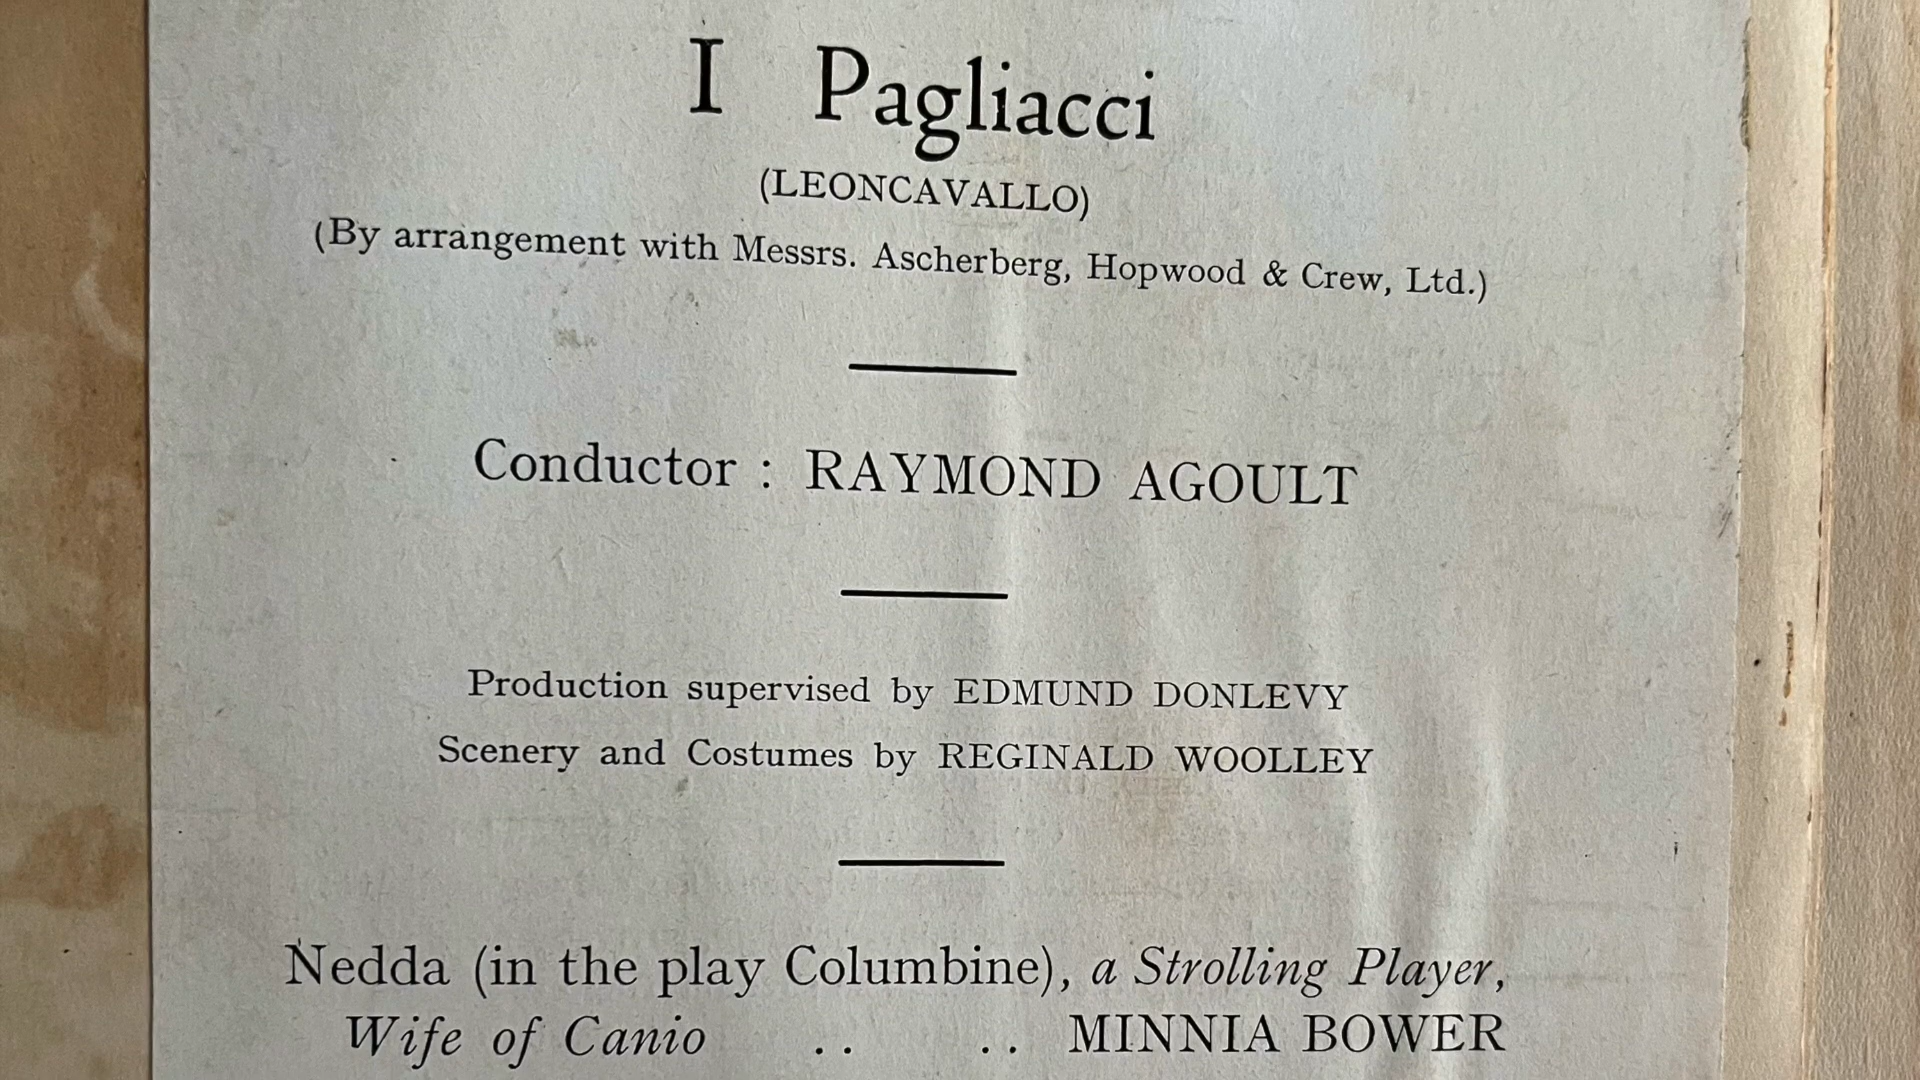 I Pagliacci
(LEONCAVALLO)
(By arrangement with Messrs. Ascherberg, Hopwood & Crew, Ltd.)
Conductor : RAYMOND AGOULT
Production supervised by EDMUND DONLEVY
Scenery and Costumes by REGINALD WOOLLEY
Nedda (in the play Columbine), a Strolling Player,
Wife of Canio .. .. MINNIA BOWER